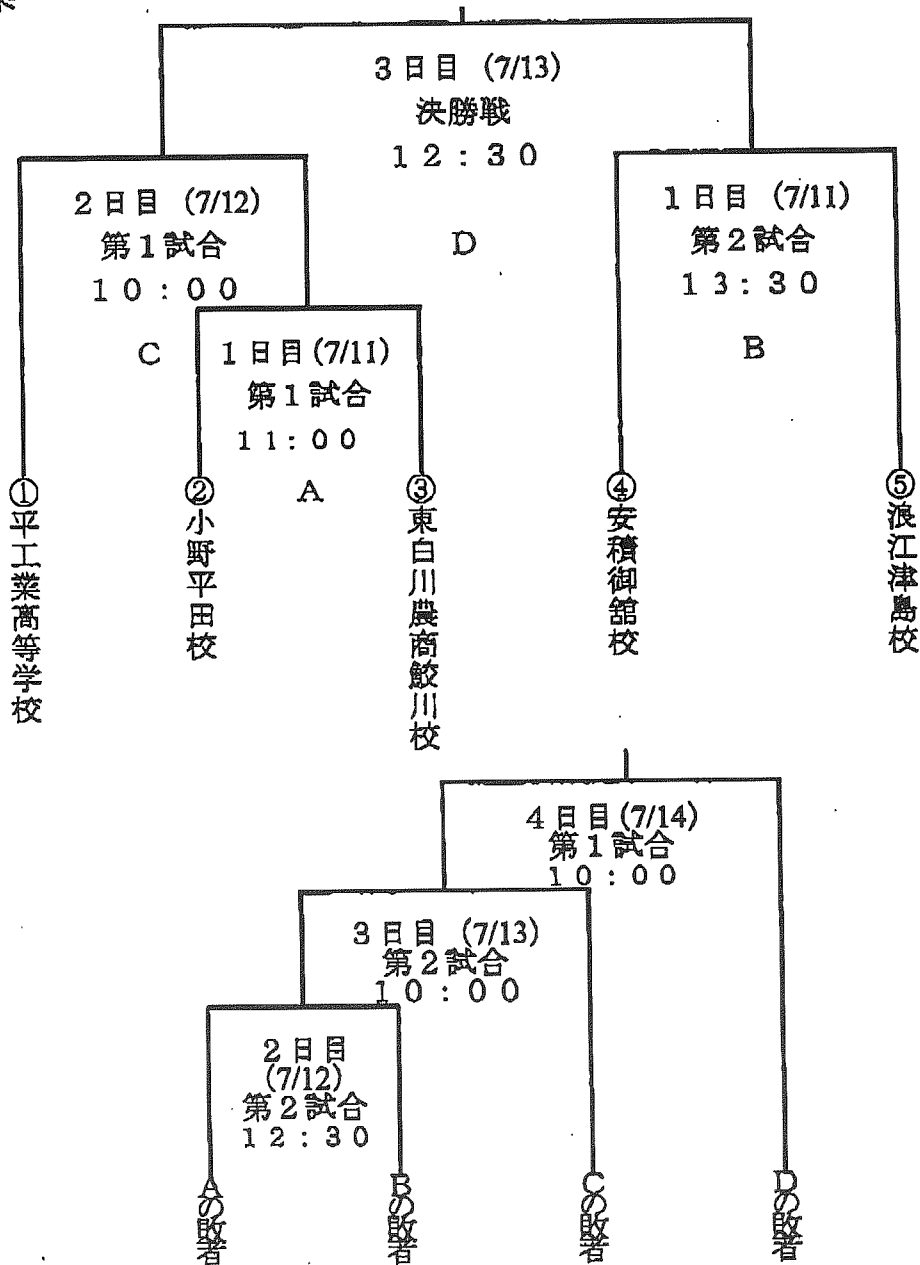 3日目 (7/13)
決勝戦
12:30
D
2日目 (7/12)
第1試合
10:00
C
1日目 (7/11)
第2試合
13:30
B
1日目(7/11)
第1試合
11:00
A
①平工業高等学校
②小野平田校
③東白川農商鮫川校
④安積御舘校
⑤浪江津島校
4日目(7/14)
第1試合
10:00
3日目 (7/13)
第2試合
10:00
2日目
(7/12)
第2試合
12:30
Aの敗者
Bの敗者
Cの敗者
Dの敗者